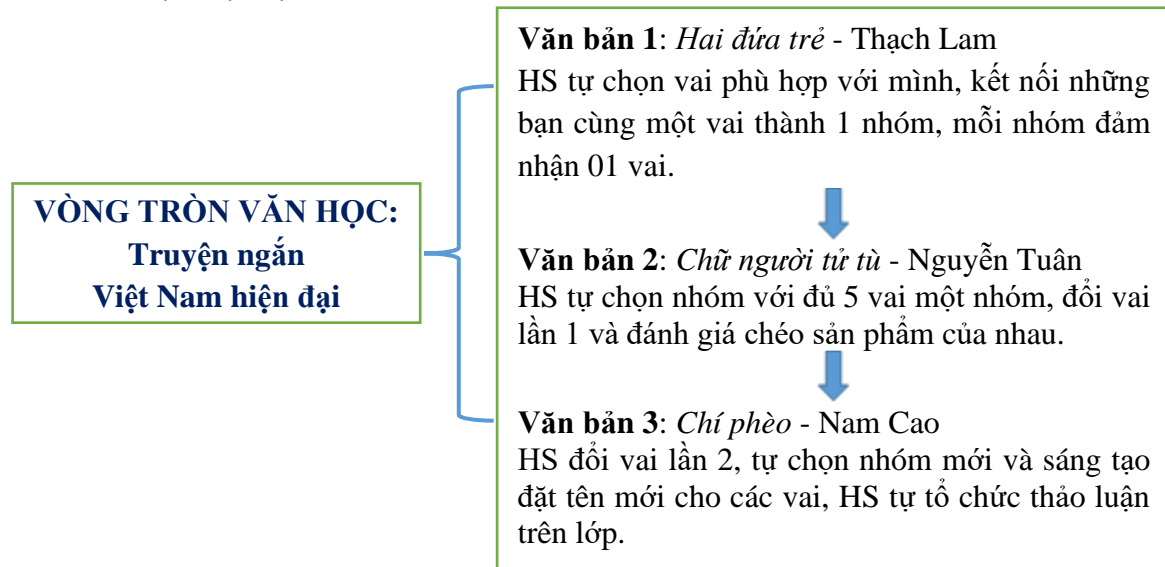 VÒNG TRÒN VĂN HỌC:
Truyện ngắn
Việt Nam hiện đại
Văn bản 1: Hai đứa trẻ - Thạch Lam
HS tự chọn vai phù hợp với mình, kết nối những
bạn cùng một vai thành 1 nhóm, mỗi nhóm đảm
nhận 01 vai.
Văn bản 2: Chữ người tử tù - Nguyễn Tuân
HS tự chọn nhóm với đủ 5 vai một nhóm, đổi vai
lần 1 và đánh giá chéo sản phẩm của nhau.
Văn bản 3: Chí phèo - Nam Cao
HS đổi vai lần 2, tự chọn nhóm mới và sáng tạo
đặt tên mới cho các vai, HS tự tổ chức thảo luận
trên lớp.